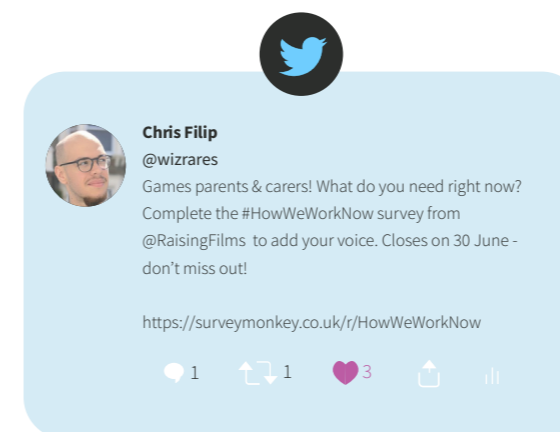 Chris Filip
@wizrares
Games parents & carers! What do you need right now?
Complete the #HowWeWorkNow survey from
@RaisingFilms to add your voice. Closes on 30 June -
don't miss out!
https://surveymonkey.co.uk/r/HowWeWorkNow
1 1 3